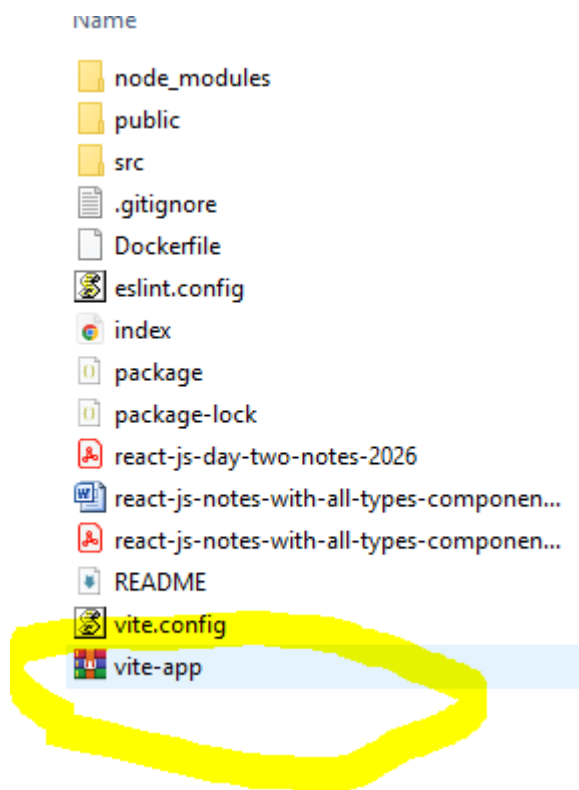 Name
node_modules
public
src
.gitignore
Dockerfile
eslint.config
index
package
package-lock
react-js-day-two-notes-2026
react-js-notes-with-all-types-componen...
react-js-notes-with-all-types-componen...
README
vite.config
vite-app